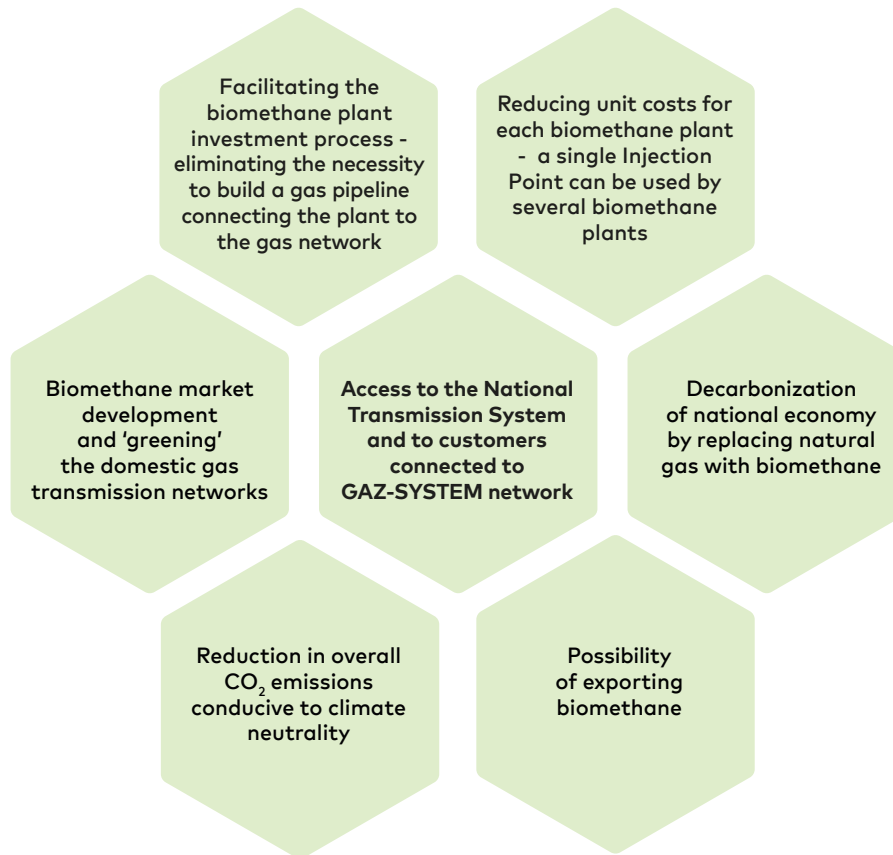 Facilitating the
biomethane plant
investment process -
eliminating the necessity
to build a gas pipeline
connecting the plant to
the gas network
Reducing unit costs for
each biomethane plant
- a single Injection
Point can be used by
several biomethane
plants
Biomethane market
development
and 'greening'
the domestic gas
transmission networks
Access to the National
Transmission System
and to customers
connected to
GAZ-SYSTEM network
Decarbonization
of national economy
by replacing natural
gas with biomethane
Reduction in overall
CO₂ emissions
conducive to climate
neutrality
Possibility
of exporting
biomethane